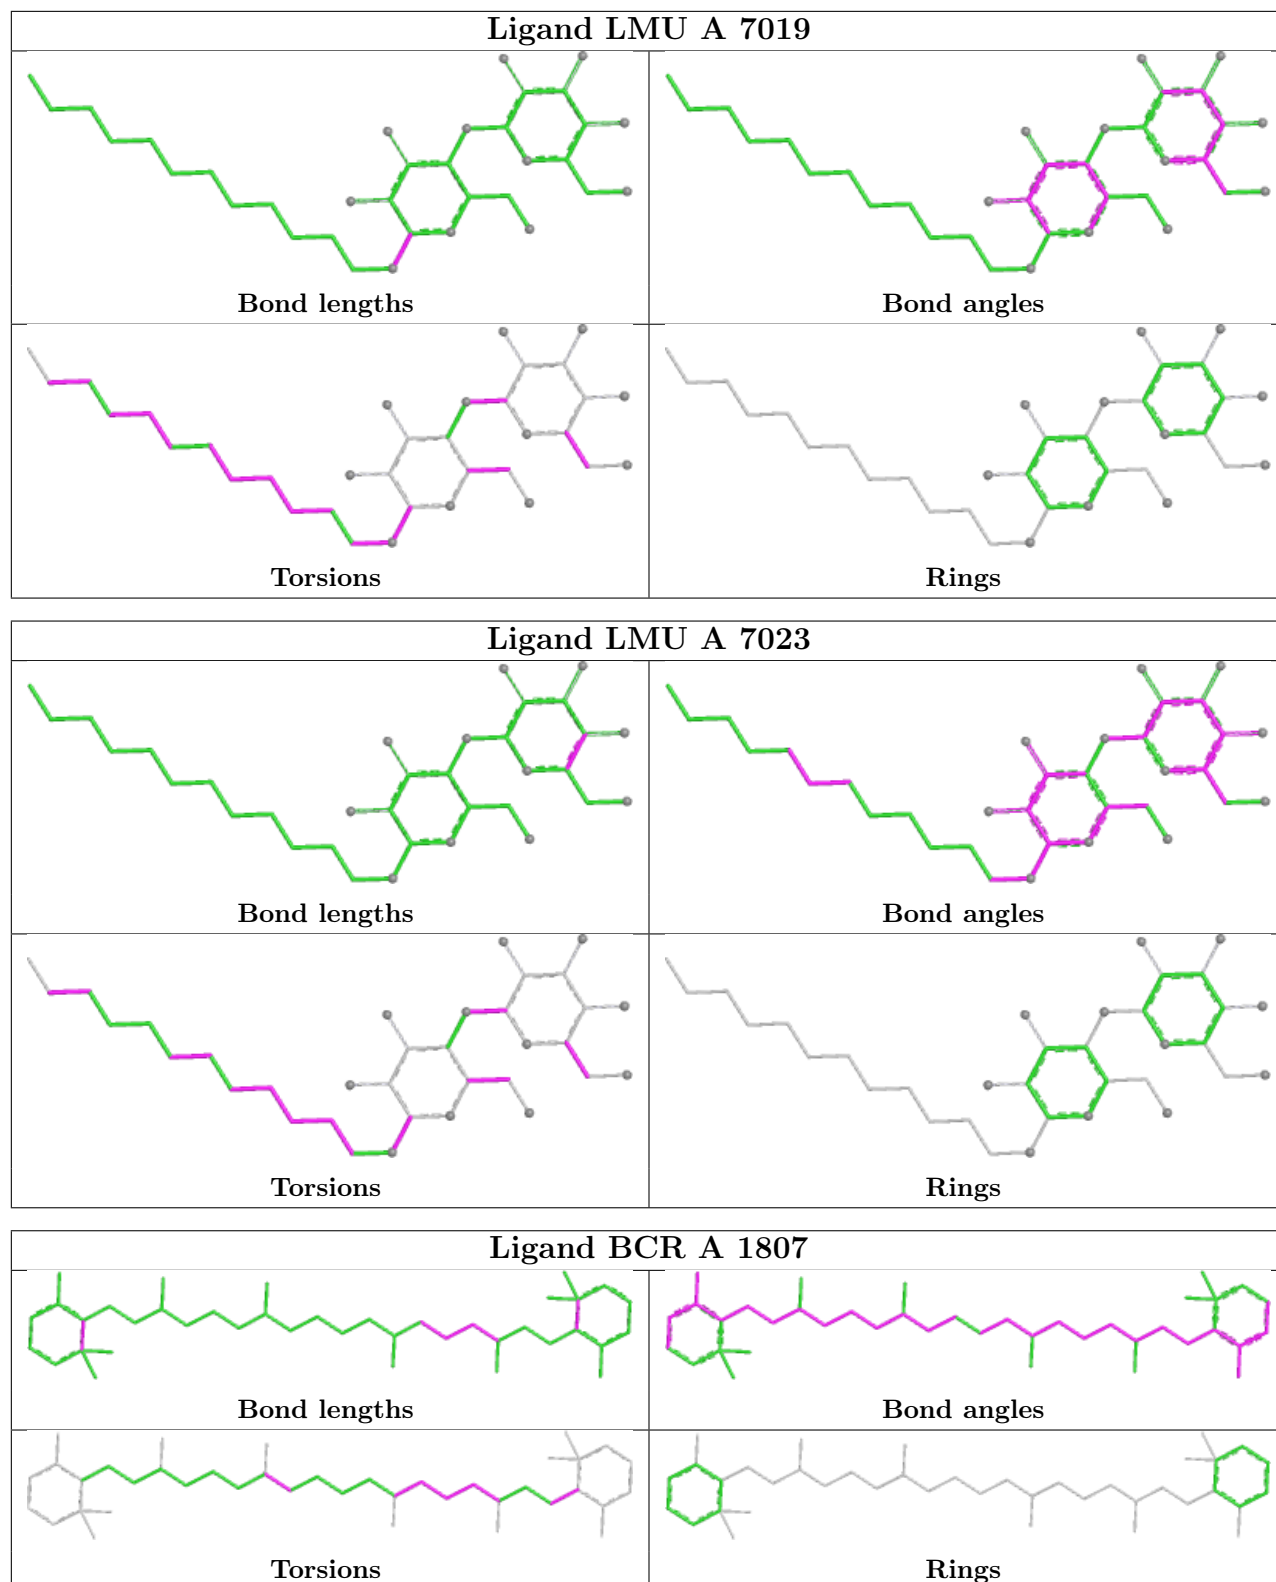 Ligand LMU A 7019
Bond lengths
Bond angles
Torsions
Rings
Ligand LMU A 7023
Bond lengths
Bond angles
Torsions
Rings
Ligand BCR A 1807
Bond lengths
Bond angles
Torsions
Rings